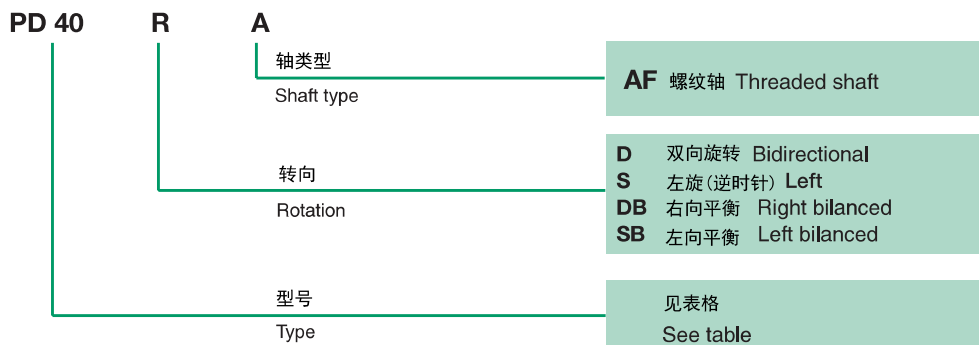 PD 40 R A
轴类型
Shaft type
AF 螺纹轴 Threaded shaft
转向
Rotation
D 双向旋转 Bidirectional
S 左旋(逆时针) Left
DB 右向平衡 Right bilanced
SB 左向平衡 Left bilanced
型号
Type
见表格
See table